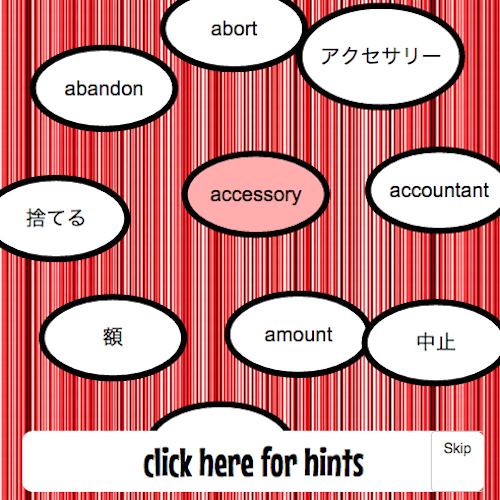 abort
アクセサリー
abandon
accessory
accountant
捨てる
額
amount
中止
click here for hints
Skip